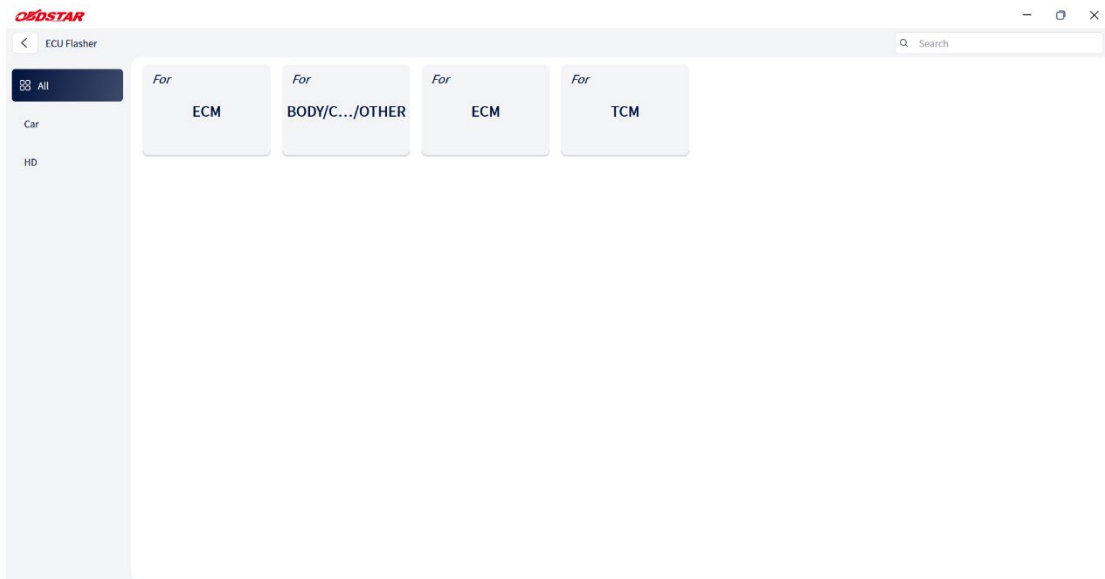 OBDSTAR
ECU Flasher
Search
All
Car
HD
For
ECM
For
BODY/C.../OTHER
For
ECM
For
TCM